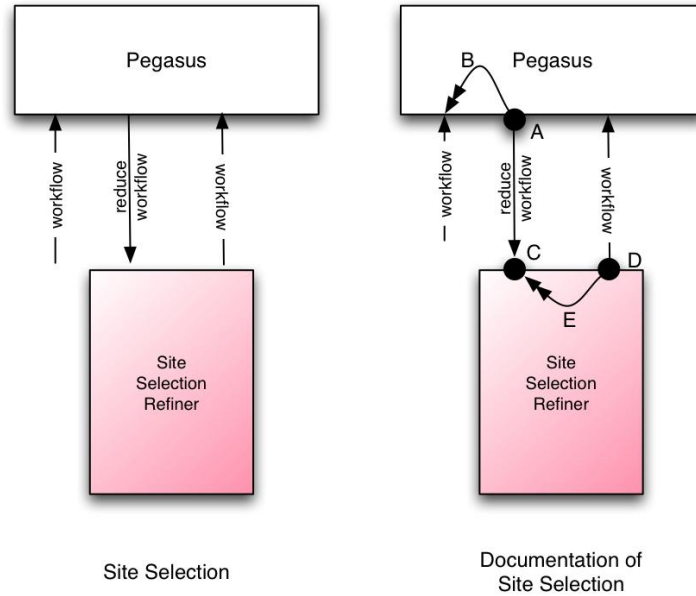 Pegasus
workflow
reduce
workflow
workflow
Site
Selection
Refiner
Site Selection
B
Pegasus
A
workflow
reduce
workflow
workflow
C
D
E
Site
Selection
Refiner
Documentation of
Site Selection